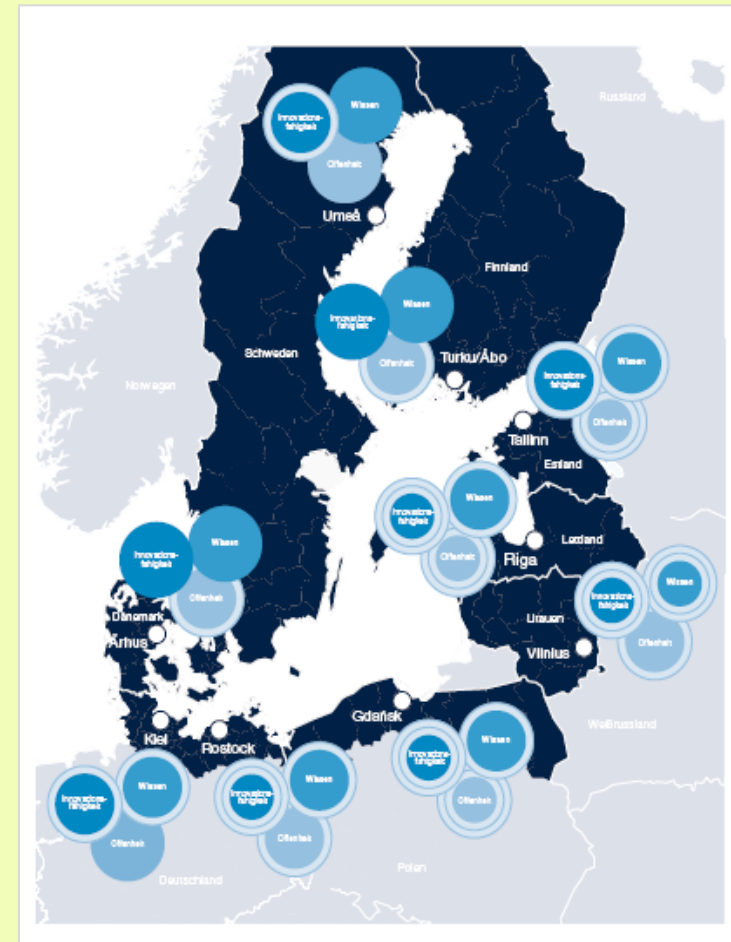 Russland
Wissen
Innovations-
fähigkeit
Offenheit
Umeå
Finnland
Wissen
Innovations-
fähigkeit
Schweden
Turku/Åbo
Offenheit
Wissen
Innovations-
fähigkeit
Norwegen
Offenheit
Tallinn
Estland
Wissen
Innovations-
fähigkeit
Offenheit
Riga
Lettland
Wissen
Innovations-
fähigkeit
Offenheit
Wissen
Innovations-
fähigkeit
Offenheit
Dänemark
Århus
Litauen
Vilnius
Gdańsk
Weißrussland
Kiel
Rostock
Wissen
Innovations-
fähigkeit
Offenheit
Wissen
Innovations-
fähigkeit
Offenheit
Wissen
Innovations-
fähigkeit
Offenheit
Polen
Deutschland